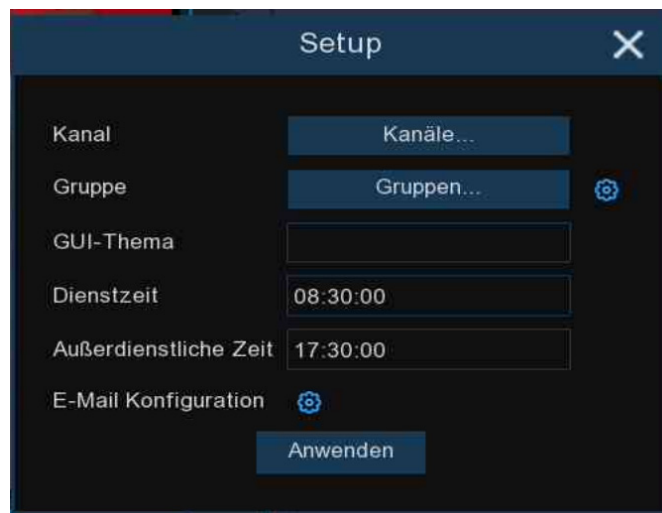 Setup
Kanal Kanäle...
Gruppe Gruppen...
GUI-Thema
Dienstzeit 08:30:00
Außerdienstliche Zeit 17:30:00
E-Mail Konfiguration
Anwenden